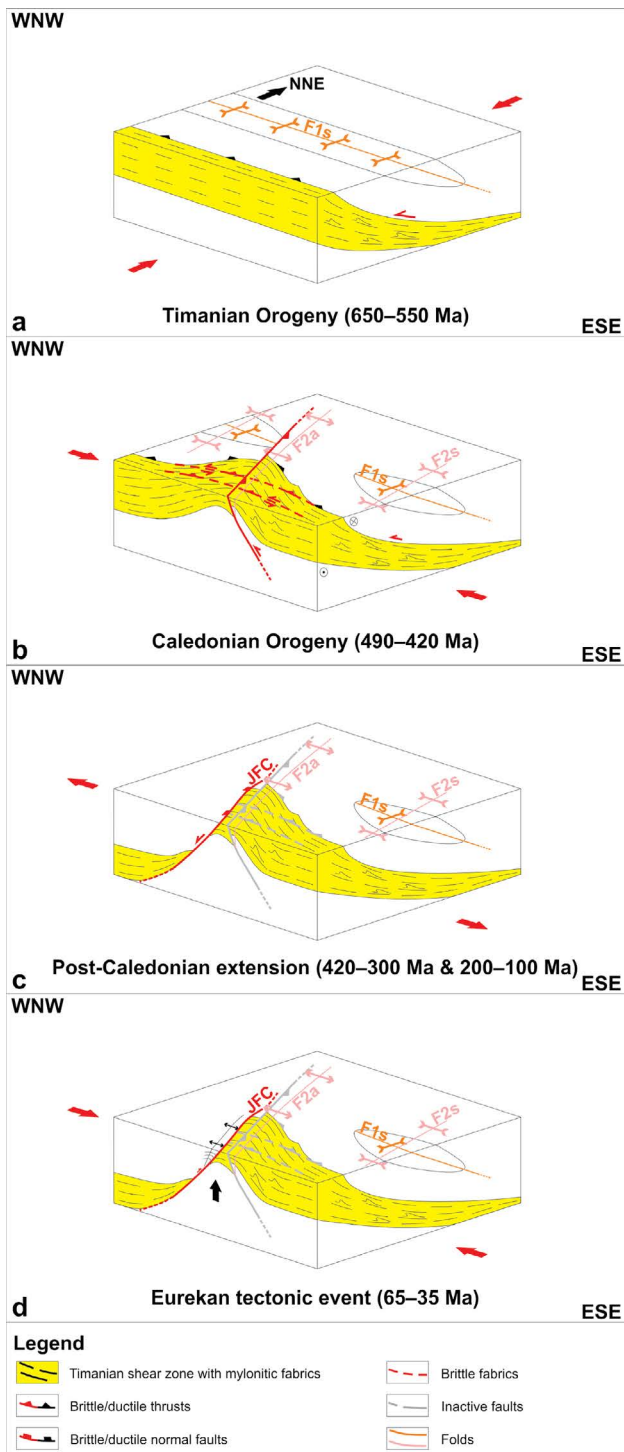 WNW
NNE
F1s
a
Timanian Orogeny (650–550 Ma)
ESE
WNW
F2a
F1s
F2s
b
Caledonian Orogeny (490–420 Ma)
ESE
WNW
JFC
F2a
F1s
F2s
c
Post-Caledonian extension (420–300 Ma & 200–100 Ma)
ESE
WNW
JFC
F2a
F1s
F2s
d
Eurekan tectonic event (65–35 Ma)
ESE
Legend
Timanian shear zone with mylonitic fabrics
Brittle/ductile thrusts
Brittle/ductile normal faults
Brittle fabrics
Inactive faults
Folds